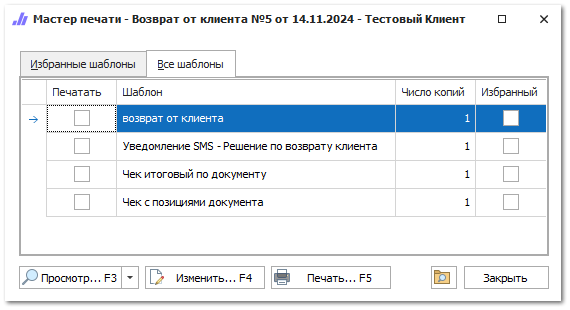 Мастер печати - Возврат от клиента №5 от 14.11.2024 - Тестовый Клиент
Избранные шаблоны Все шаблоны
Печатать Шаблон Число копий Избранный
возврат от клиента 1
Уведомление SMS - Решение по возврату клиента 1
Чек итоговый по документу 1
Чек с позициями документа 1
Просмотр... F3 Изменить... F4 Печать... F5 Закрыть